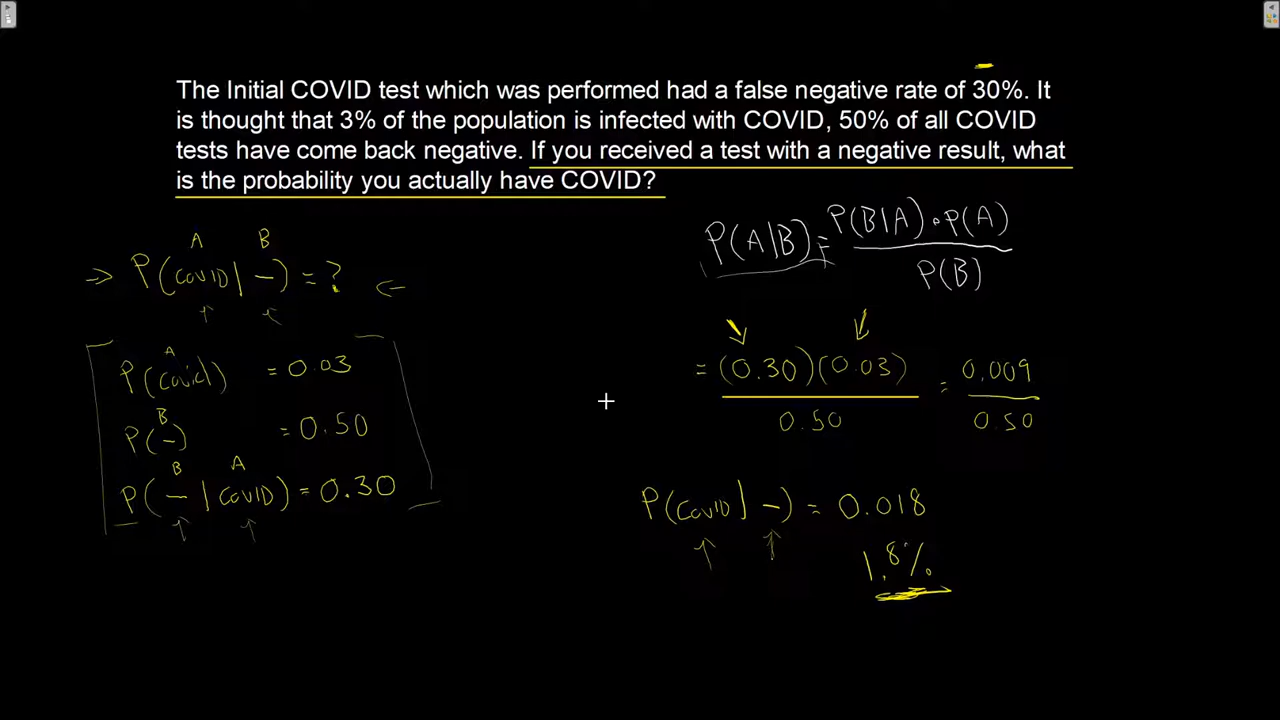 The Initial COVID test which was performed had a false negative rate of 30%. It
is thought that 3% of the population is infected with COVID, 50% of all COVID
tests have come back negative. If you received a test with a negative result, what
is the probability you actually have COVID?
A B
⇒ P(COVID | −) = ? ←
A
P(Covid) = 0.03
B
P(−) = 0.50
B A
P(− | COVID) = 0.30
P(A|B) = P(B|A) • P(A)
P(B)
= (0.30)(0.03) = 0.009
0.50 0.50
P(COVID | −) = 0.018
1.8%